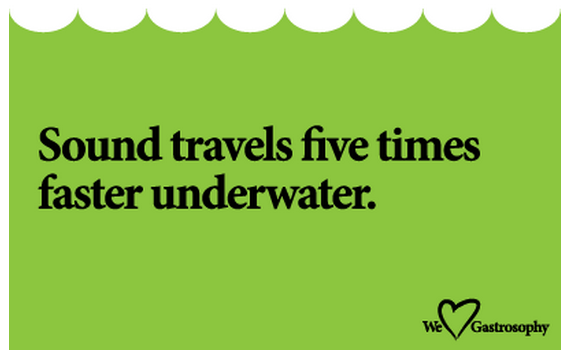 Sound travels five times
faster underwater.
We Gastrosophy